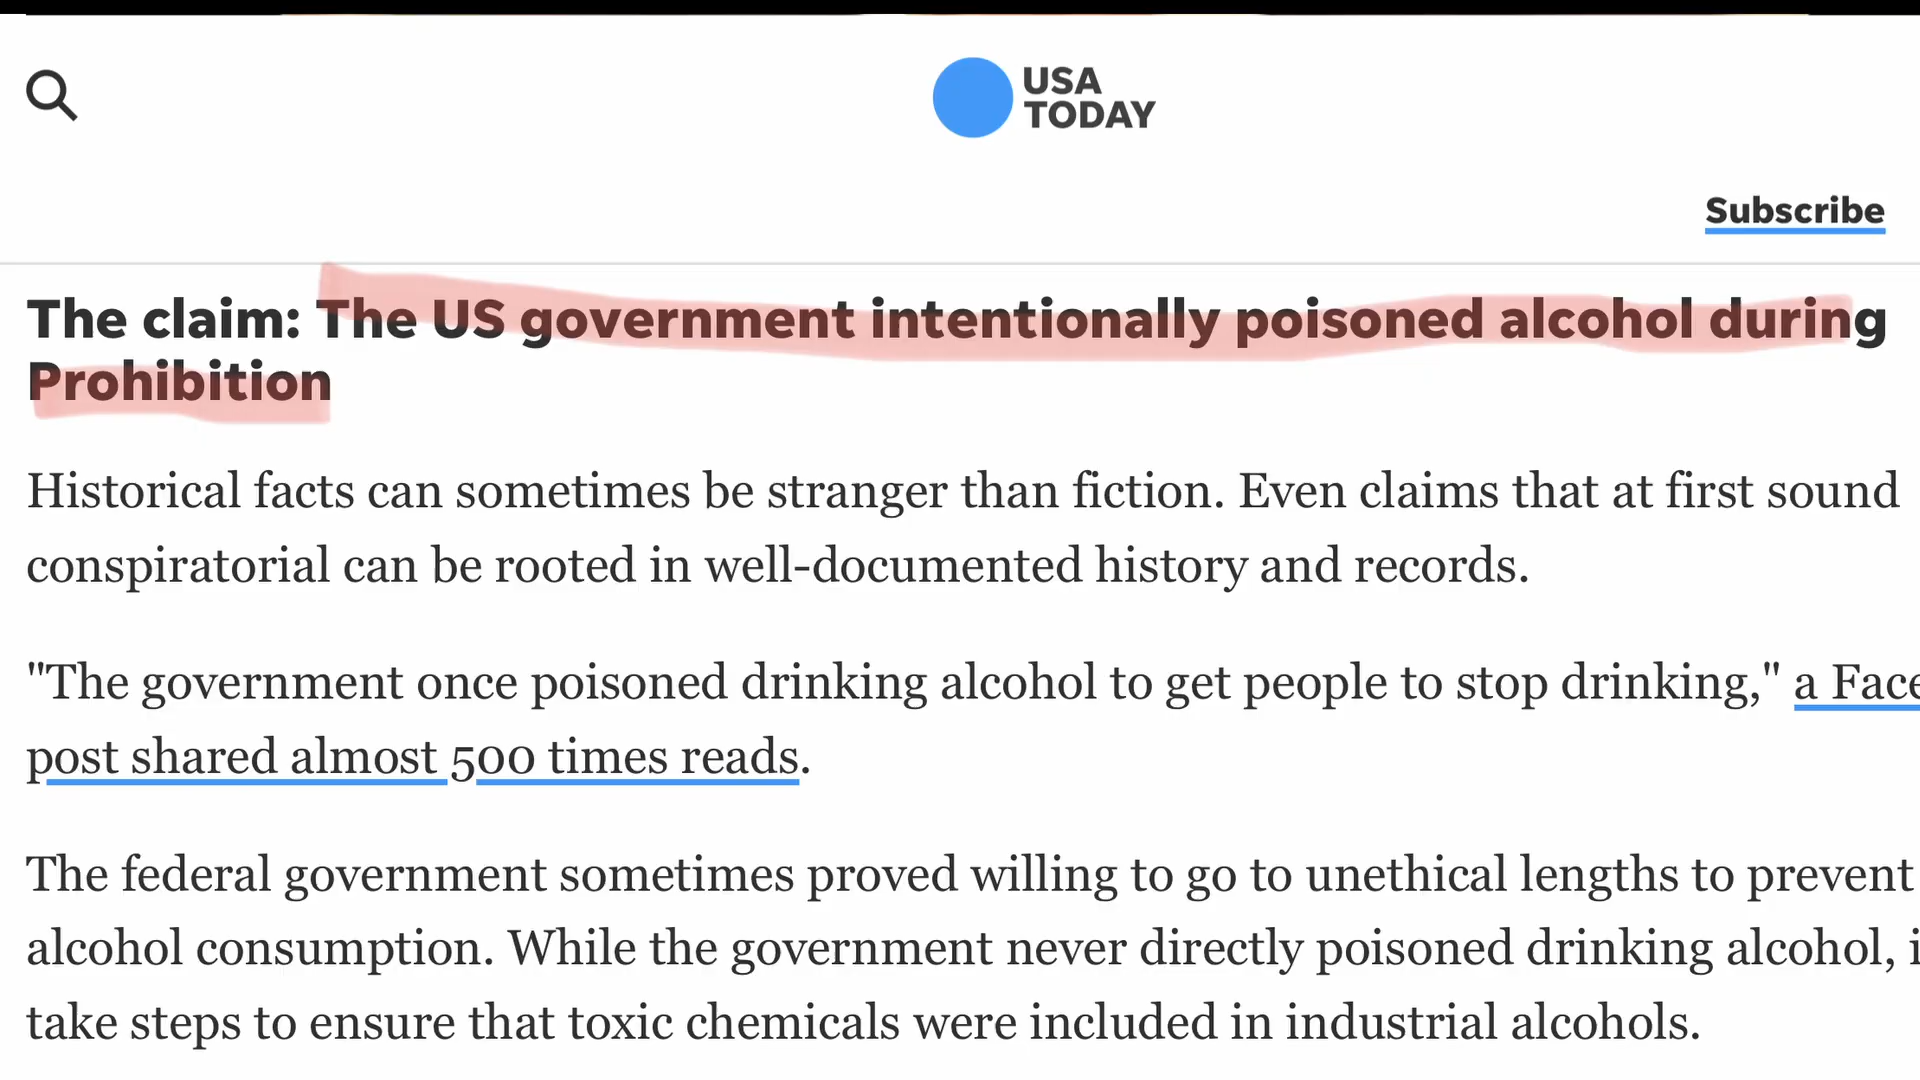 USA
TODAY
Subscribe
The claim: The US government intentionally poisoned alcohol during
Prohibition
Historical facts can sometimes be stranger than fiction. Even claims that at first sound
conspiratorial can be rooted in well-documented history and records.
"The government once poisoned drinking alcohol to get people to stop drinking," a
post shared almost 500 times reads.
The federal government sometimes proved willing to go to unethical lengths to prevent
alcohol consumption. While the government never directly poisoned drinking alcohol,
take steps to ensure that toxic chemicals were included in industrial alcohols.